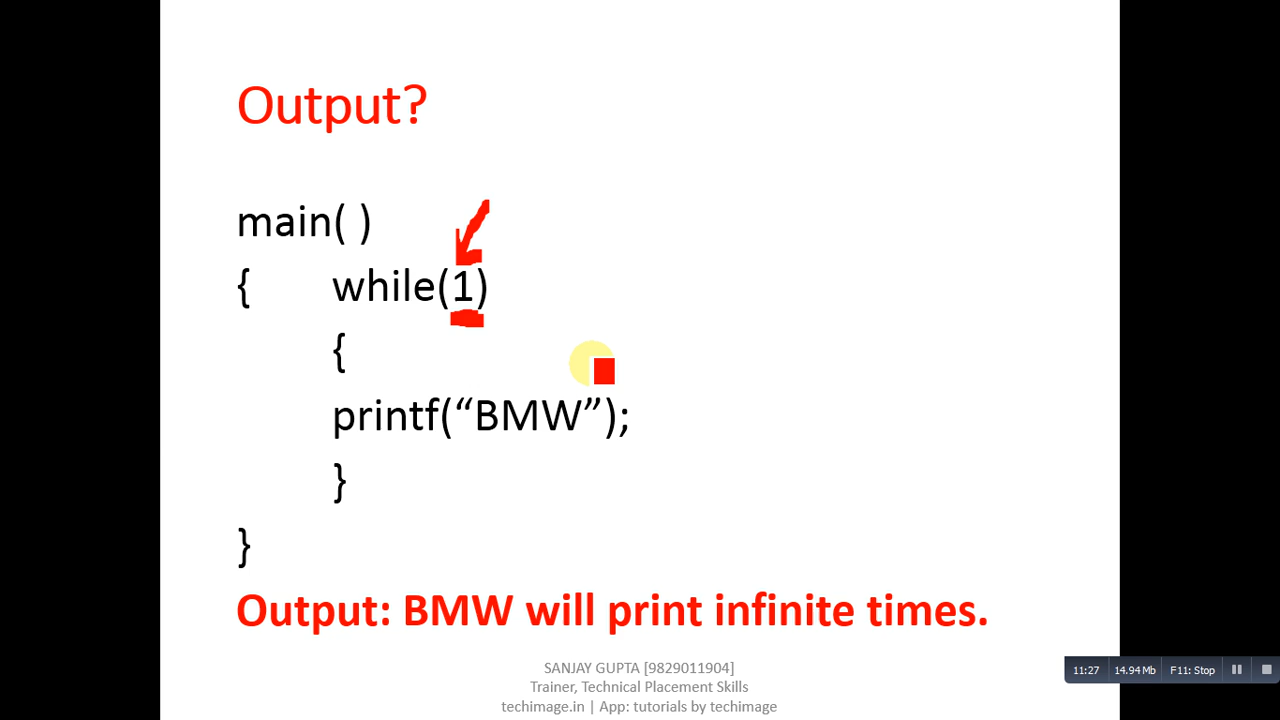 Output?
main( )
{ while(1)
{
printf(“BMW”);
}
}
Output: BMW will print infinite times.
SANJAY GUPTA [9829011904]
Trainer, Technical Placement Skills
techimage.in | App: tutorials by techimage
11:27 14.94 Mb F11: Stop